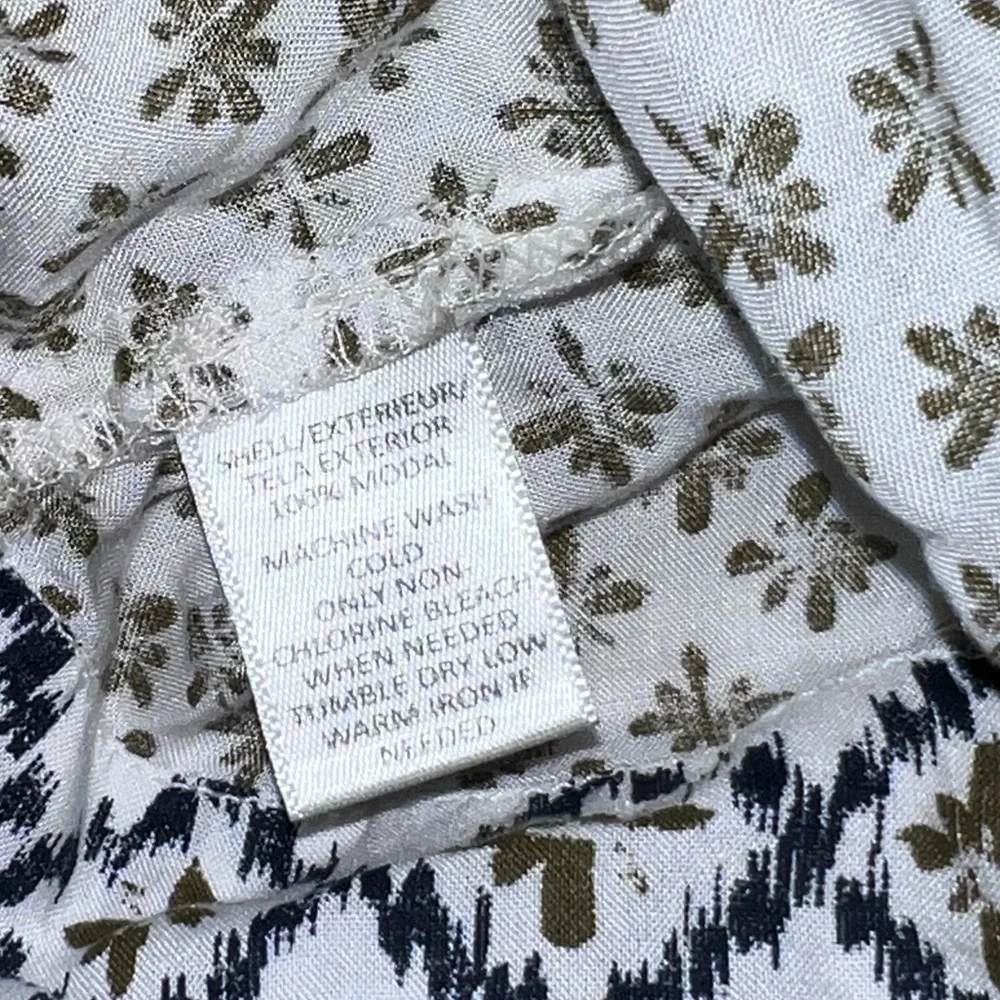 SHELL/EXTÉRIEUR/
TELA EXTERIOR
100% MODAL
MACHINE WASH
COLD
ONLY NON-
CHLORINE BLEACH
WHEN NEEDED
TUMBLE DRY LOW
WARM IRON IF
NEEDED